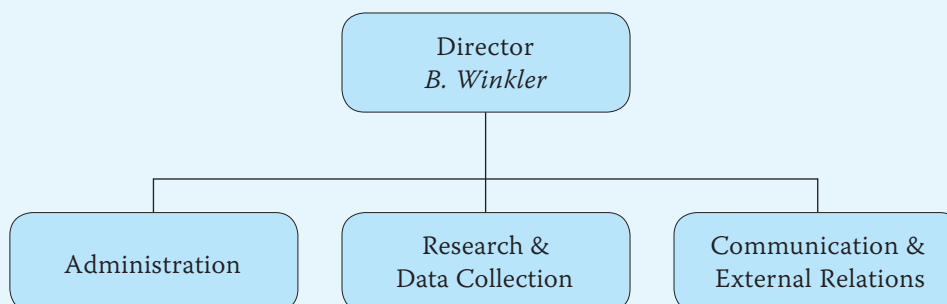 Director
B. Winkler
Administration
Research &
Data Collection
Communication &
External Relations